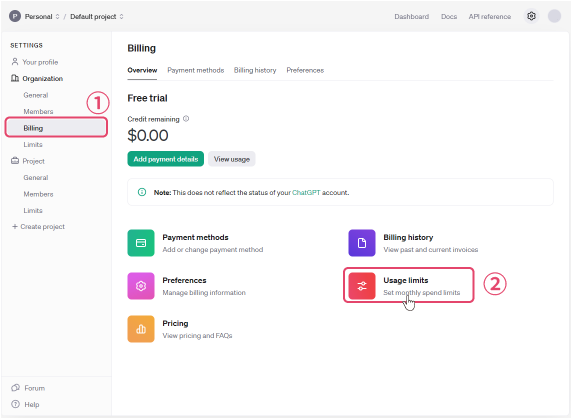 P Personal / Default project
Dashboard Docs API reference
SETTINGS
Your profile
Organization
General
Members
Billing
Limits
Project
General
Members
Limits
+ Create project
Forum
Help
①
Billing
Overview Payment methods Billing history Preferences
Free trial
Credit remaining
$0.00
Add payment details View usage
Note: This does not reflect the status of your ChatGPT account.
Payment methods
Add or change payment method
Billing history
View past and current invoices
Preferences
Manage billing information
Usage limits
Set monthly spend limits
②
Pricing
View pricing and FAQs